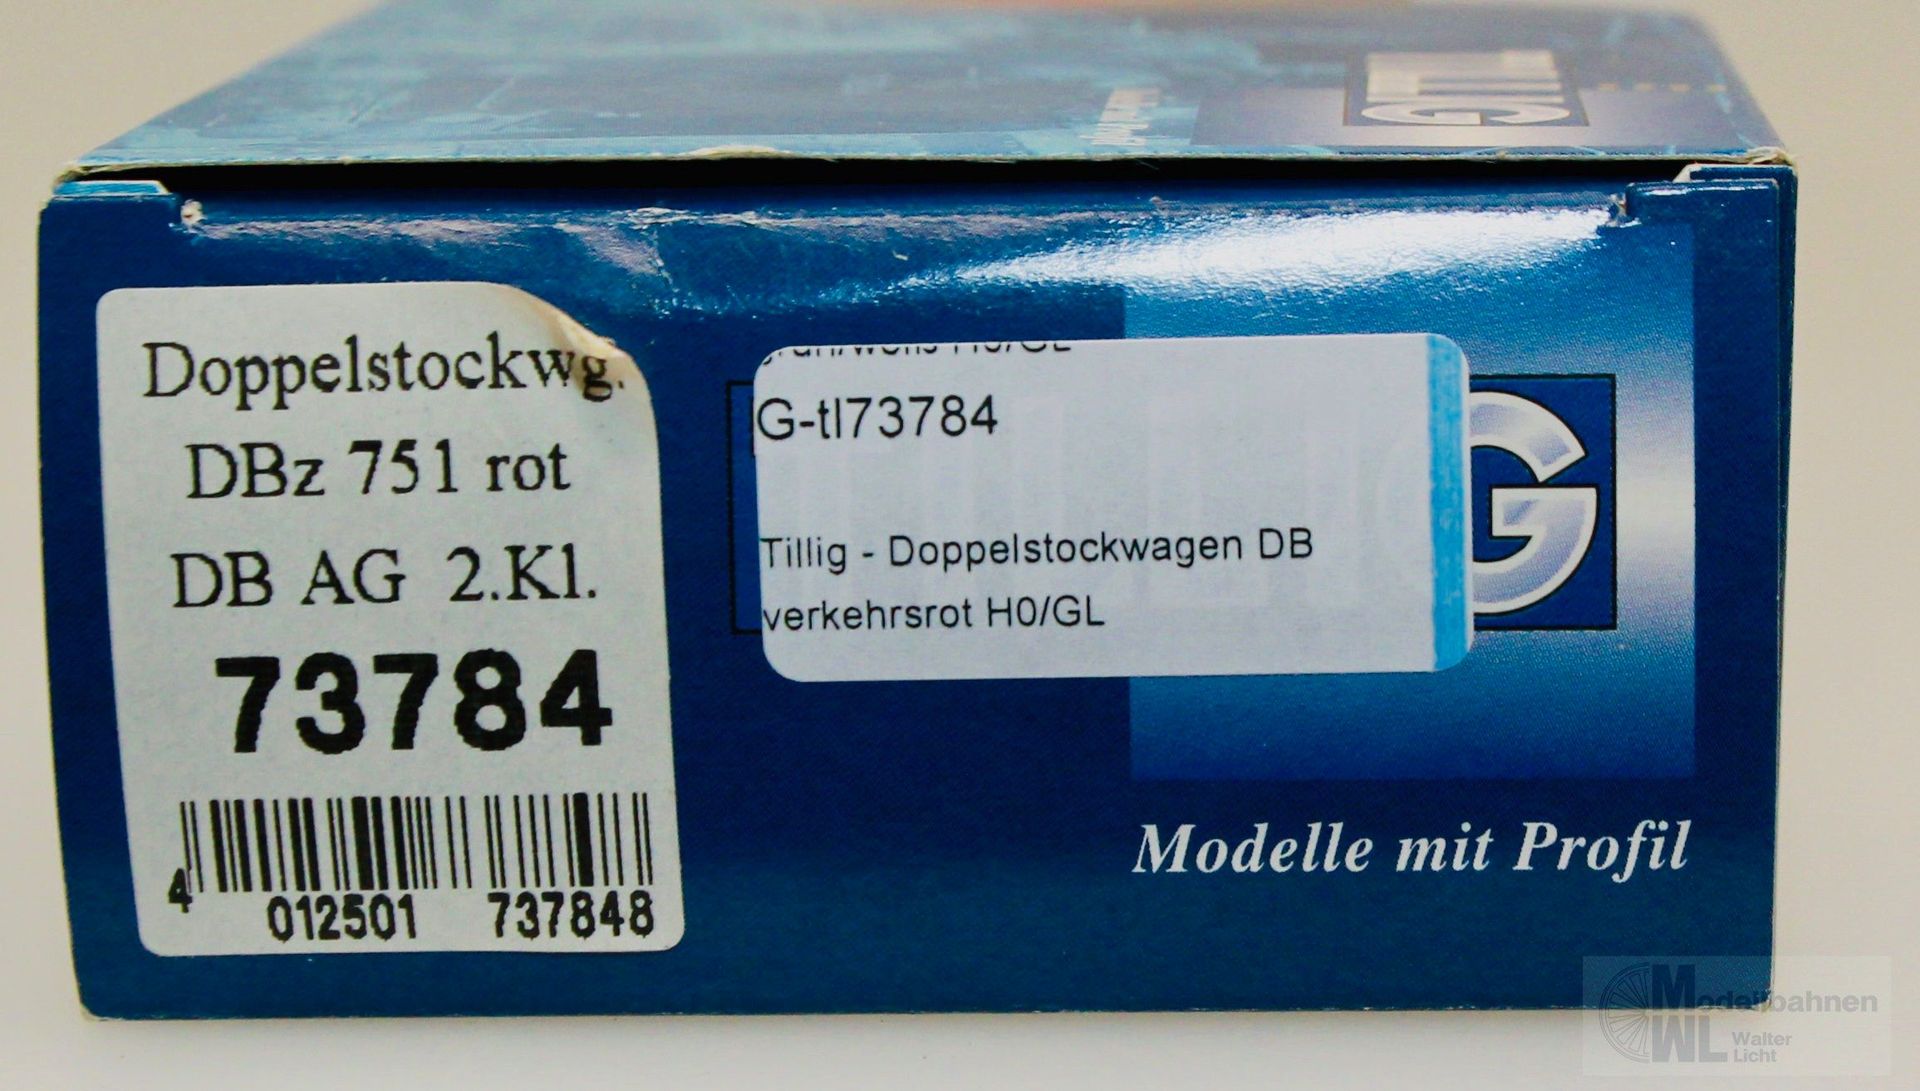 Doppelstockwg.
DBz 751 rot
DB AG 2.Kl.
73784
4 012501 737848
G-tl73784
Tillig - Doppelstockwagen DB
verkehrsrot H0/GL
G
Modelle mit Profil
Modellbahnen
WL Walter
Licht